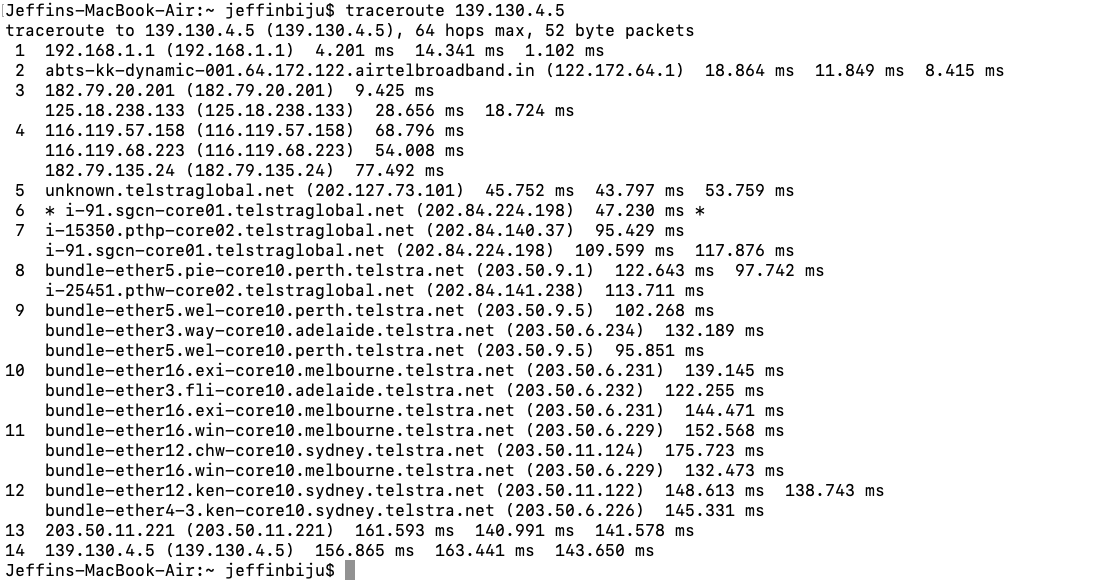 Jeffins-MacBook-Air:~ jeffinbiju$ traceroute 139.130.4.5
traceroute to 139.130.4.5 (139.130.4.5), 64 hops max, 52 byte packets
 1  192.168.1.1 (192.168.1.1)  4.201 ms  14.341 ms  1.102 ms
 2  abts-kk-dynamic-001.64.172.122.airtelbroadband.in (122.172.64.1)  18.864 ms  11.849 ms  8.415 ms
 3  182.79.20.201 (182.79.20.201)  9.425 ms
    125.18.238.133 (125.18.238.133)  28.656 ms  18.724 ms
 4  116.119.57.158 (116.119.57.158)  68.796 ms
    116.119.68.223 (116.119.68.223)  54.008 ms
    182.79.135.24 (182.79.135.24)  77.492 ms
 5  unknown.telstraglobal.net (202.127.73.101)  45.752 ms  43.797 ms  53.759 ms
 6  * i-91.sgcn-core01.telstraglobal.net (202.84.224.198)  47.230 ms *
 7  i-15350.pthp-core02.telstraglobal.net (202.84.140.37)  95.429 ms
    i-91.sgcn-core01.telstraglobal.net (202.84.224.198)  109.599 ms  117.876 ms
 8  bundle-ether5.pie-core10.perth.telstra.net (203.50.9.1)  122.643 ms  97.742 ms
    i-25451.pthw-core02.telstraglobal.net (202.84.141.238)  113.711 ms
 9  bundle-ether5.wel-core10.perth.telstra.net (203.50.9.5)  102.268 ms
    bundle-ether3.way-core10.adelaide.telstra.net (203.50.6.234)  132.189 ms
    bundle-ether5.wel-core10.perth.telstra.net (203.50.9.5)  95.851 ms
10  bundle-ether16.exi-core10.melbourne.telstra.net (203.50.6.231)  139.145 ms
    bundle-ether3.fli-core10.adelaide.telstra.net (203.50.6.232)  122.255 ms
    bundle-ether16.exi-core10.melbourne.telstra.net (203.50.6.231)  144.471 ms
11  bundle-ether16.win-core10.melbourne.telstra.net (203.50.6.229)  152.568 ms
    bundle-ether12.chw-core10.sydney.telstra.net (203.50.11.124)  175.723 ms
    bundle-ether16.win-core10.melbourne.telstra.net (203.50.6.229)  132.473 ms
12  bundle-ether12.ken-core10.sydney.telstra.net (203.50.11.122)  148.613 ms  138.743 ms
    bundle-ether4-3.ken-core10.sydney.telstra.net (203.50.6.226)  145.331 ms
13  203.50.11.221 (203.50.11.221)  161.593 ms  140.991 ms  141.578 ms
14  139.130.4.5 (139.130.4.5)  156.865 ms  163.441 ms  143.650 ms
Jeffins-MacBook-Air:~ jeffinbiju$